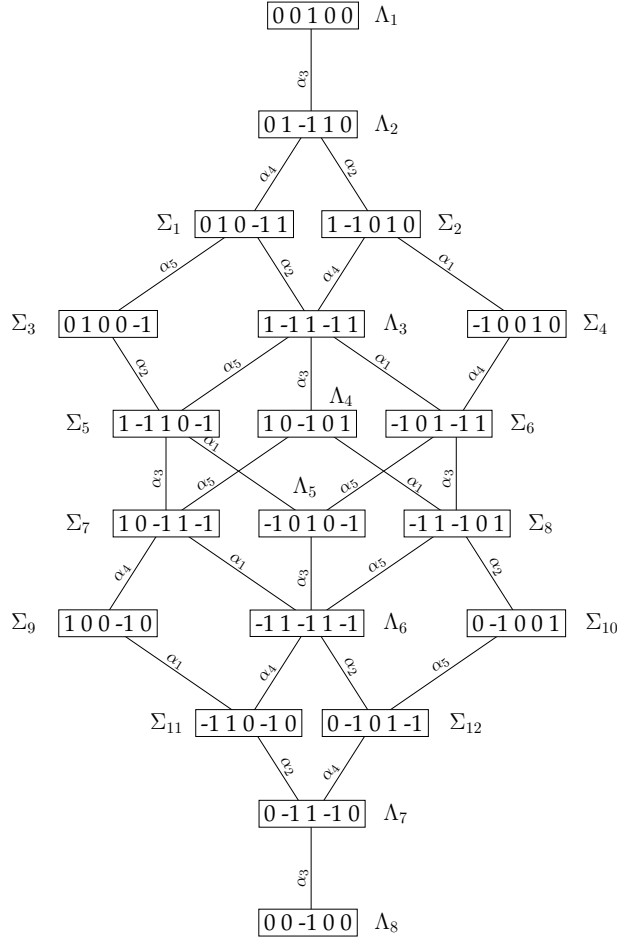 0 0 1 0 0 Λ₁
α₃
0 1 -1 1 0 Λ₂
α₄ α₂
Σ₁ 0 1 0 -1 1 1 -1 0 1 0 Σ₂
α₅ α₂ α₄ α₁
Σ₃ 0 1 0 0 -1 1 -1 1 -1 1 Λ₃ -1 0 0 1 0 Σ₄
α₂ α₅ α₃ α₁ α₄
Λ₄
Σ₅ 1 -1 1 0 -1 1 0 -1 0 1 -1 0 1 -1 1 Σ₆
α₁
α₃ α₅ α₅ α₁ α₃
Λ₅
Σ₇ 1 0 -1 1 -1 -1 0 1 0 -1 -1 1 -1 0 1 Σ₈
α₄ α₁ α₃ α₅ α₂
Σ₉ 1 0 0 -1 0 -1 1 -1 1 -1 Λ₆ 0 -1 0 0 1 Σ₁₀
α₁ α₄ α₂ α₅
Σ₁₁ -1 1 0 -1 0 0 -1 0 1 -1 Σ₁₂
α₂ α₄
0 -1 1 -1 0 Λ₇
α₃
0 0 -1 0 0 Λ₈